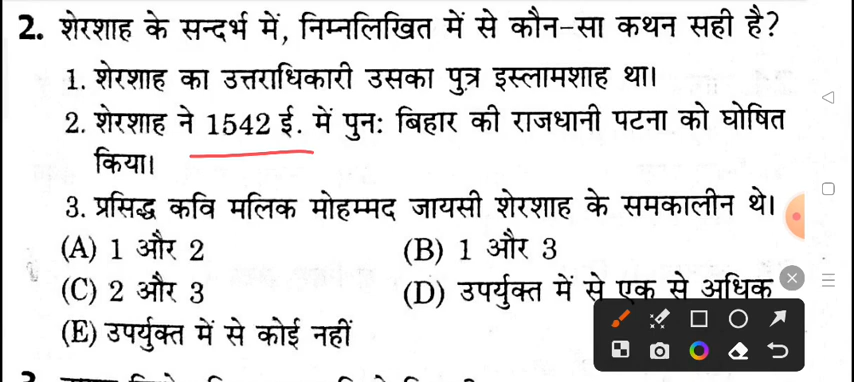 2. शेरशाह के सन्दर्भ में, निम्नलिखित में से कौन-सा कथन सही है?
1. शेरशाह का उत्तराधिकारी उसका पुत्र इस्लामशाह था।
2. शेरशाह ने 1542 ई. में पुन: बिहार की राजधानी पटना को घोषित
किया।
3. प्रसिद्ध कवि मलिक मोहम्मद जायसी शेरशाह के समकालीन थे।
(A) 1 और 2 (B) 1 और 3
(C) 2 और 3 (D) उपर्युक्त में से एक से अधिक
(E) उपर्युक्त में से कोई नहीं